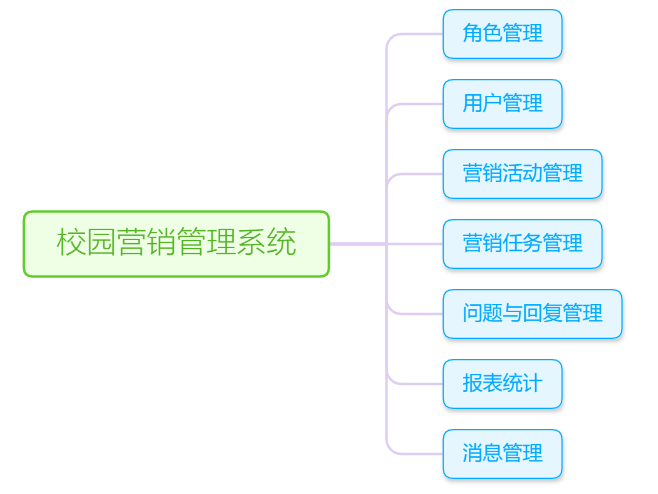 校园营销管理系统
角色管理
用户管理
营销活动管理
营销任务管理
问题与回复管理
报表统计
消息管理